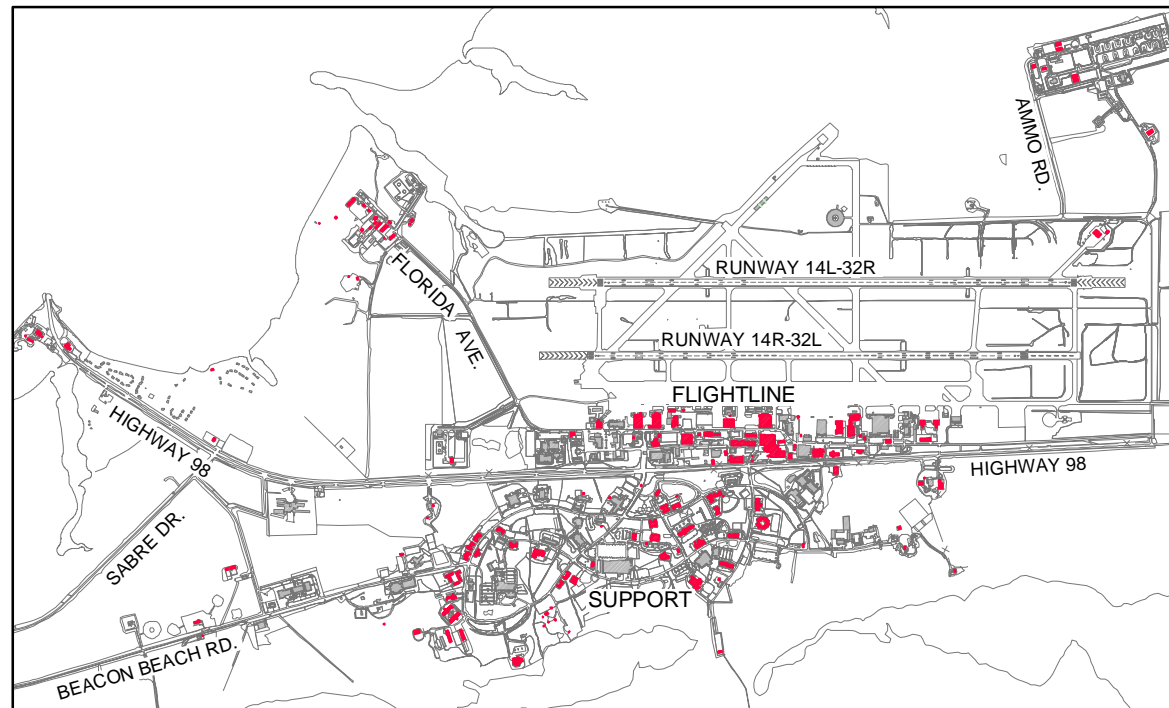 AMMO RD.
FLORIDA AVE.
RUNWAY 14L-32R
RUNWAY 14R-32L
FLIGHTLINE
HIGHWAY 98
HIGHWAY 98
SABRE DR.
SUPPORT
BEACON BEACH RD.